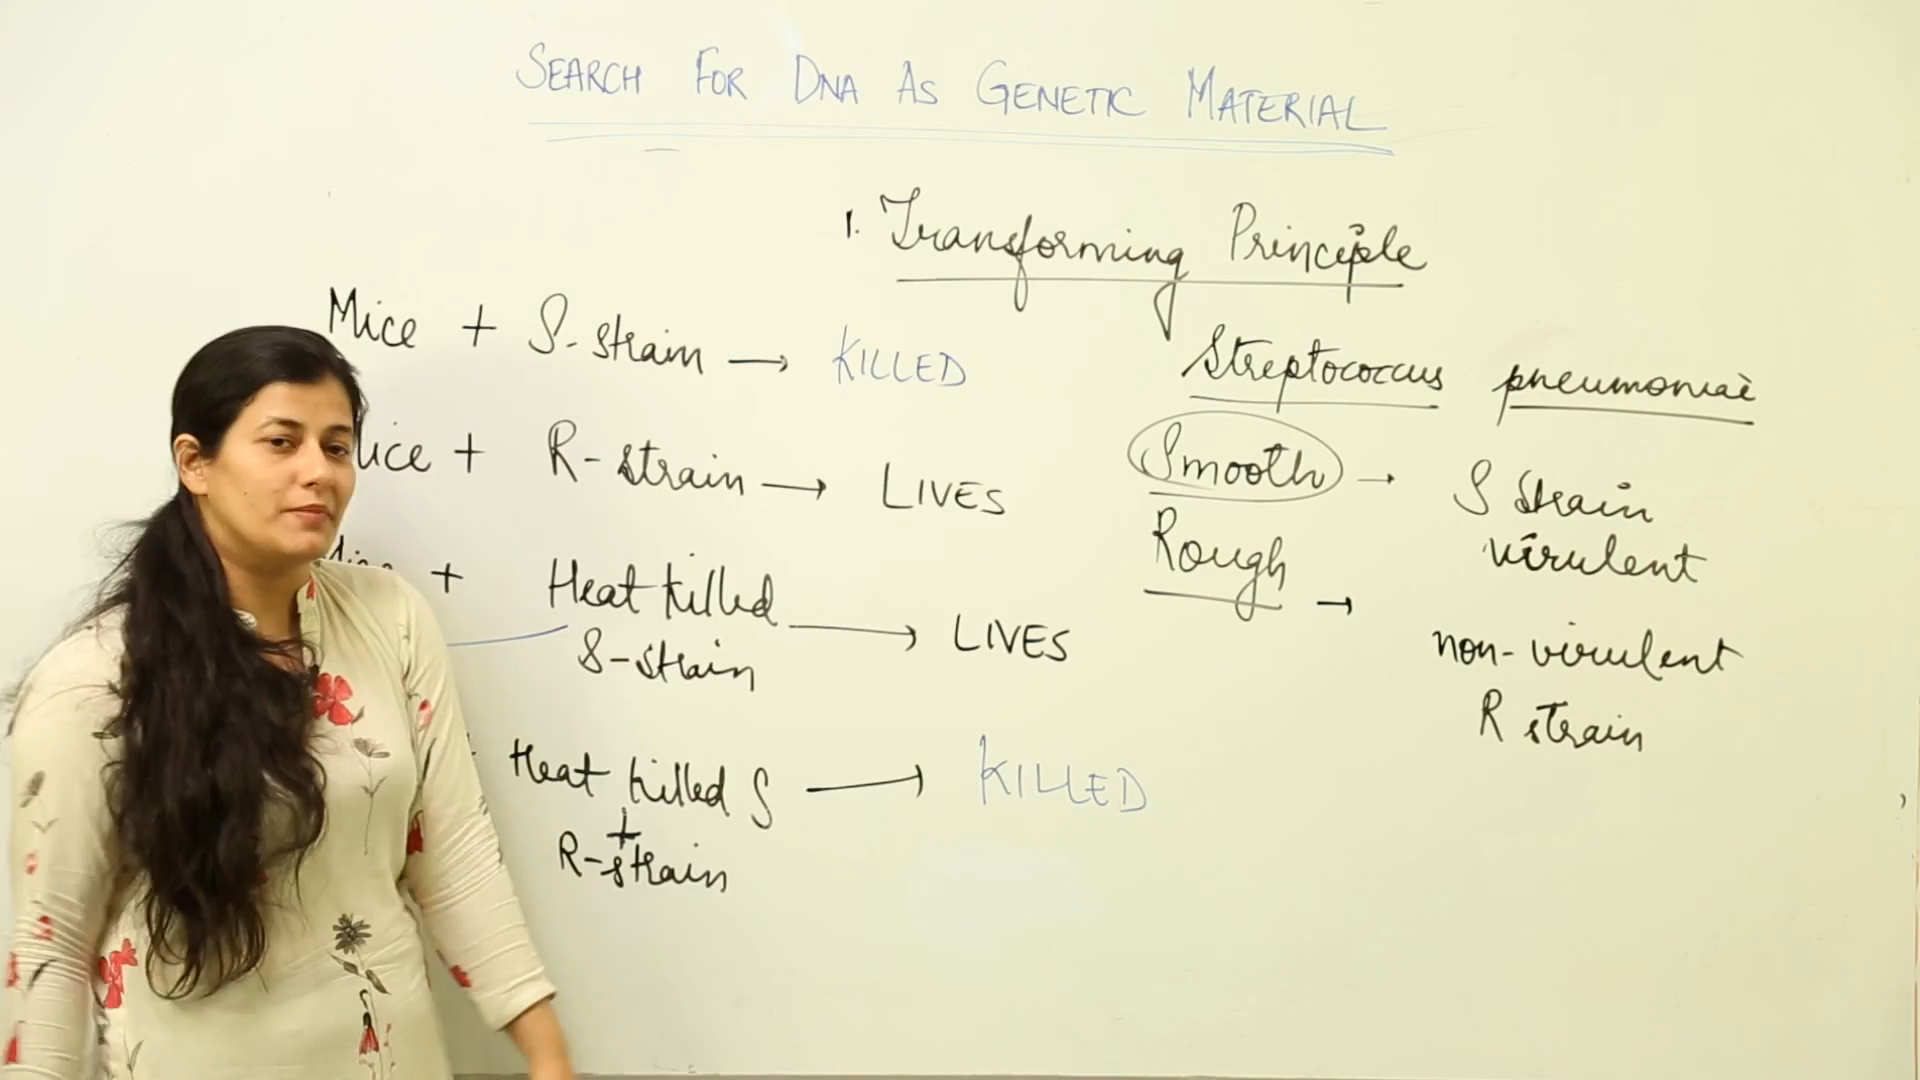 SEARCH FOR DNA AS GENETIC MATERIAL
1. Transforming Principle
Mice + S-strain → KILLED
+ R-strain → LIVES
+ Heat killed
S-strain → LIVES
Heat killed S → KILLED
+
R-strain
Streptococcus pneumoniae
Smooth → S strain
virulent
Rough →
non-virulent
R strain